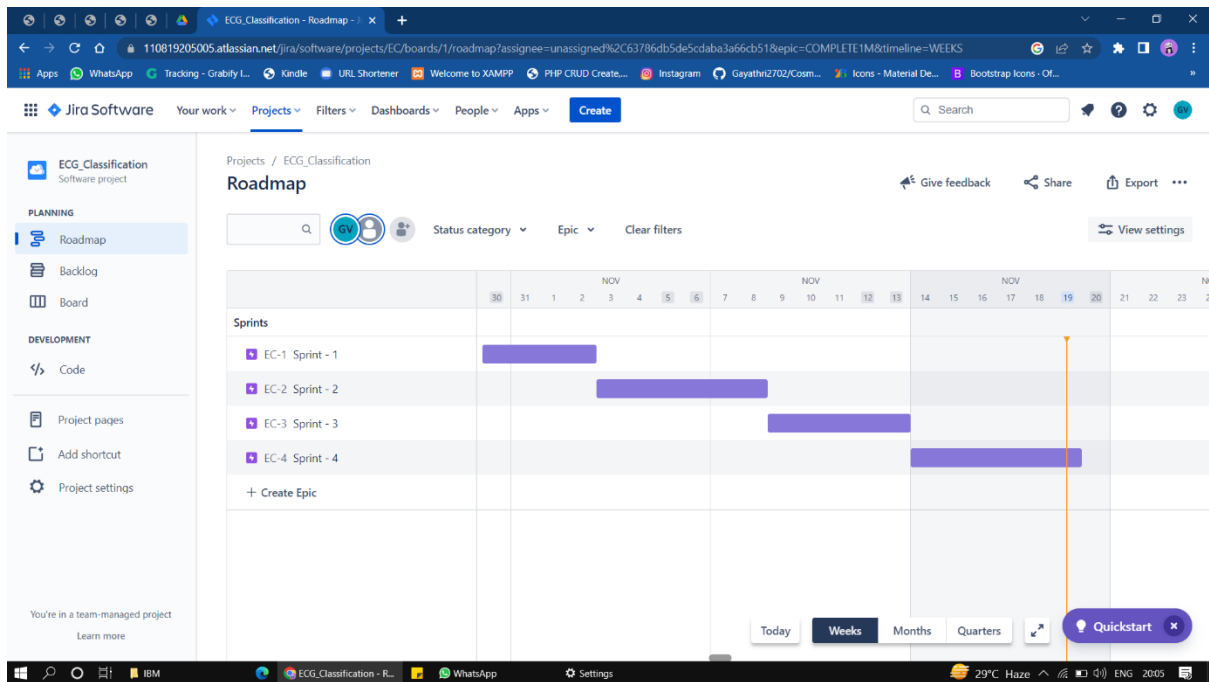 ECG_Classification - Roadmap - J
110819205005.atlassian.net/jira/software/projects/EC/boards/1/roadmap?assignee=unassigned%2C63786db5de5cdaba3a66cb51&epic=COMPLETE1M&timeline=WEEKS
Apps WhatsApp Tracking - Grabify I... Kindle URL Shortener Welcome to XAMPP PHP CRUD Create,... Instagram Gayathri2702/Cosm... Icons - Material De... Bootstrap Icons · Of... »
Jira Software Your work Projects Filters Dashboards People Apps Create Search GV
ECG_Classification
Software project
PLANNING
Roadmap
Backlog
Board
DEVELOPMENT
Code
Project pages
Add shortcut
Project settings
You're in a team-managed project
Learn more
Projects / ECG_Classification
Roadmap
Give feedback Share Export
GV Status category Epic Clear filters View settings
NOV NOV NOV
30 31 1 2 3 4 5 6 7 8 9 10 11 12 13 14 15 16 17 18 19 20 21 22 23
Sprints
EC-1 Sprint - 1
EC-2 Sprint - 2
EC-3 Sprint - 3
EC-4 Sprint - 4
+ Create Epic
Today Weeks Months Quarters Quickstart
IBM ECG_Classification - R... WhatsApp Settings 29°C Haze ENG 20:05